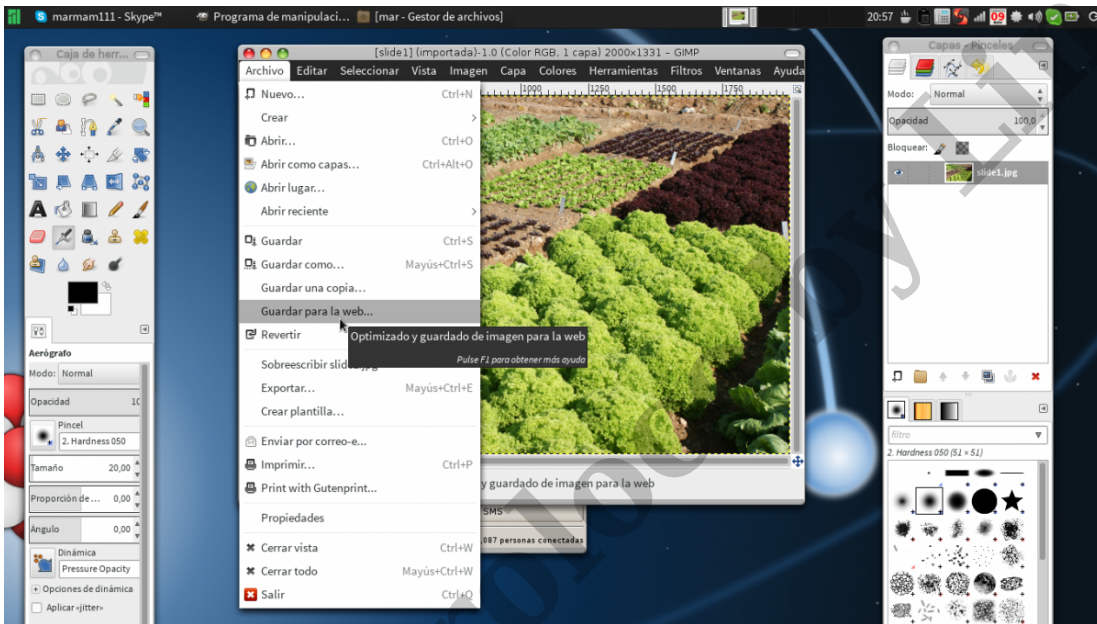 marmam111 - Skype™
Programa de manipulaci...
[mar - Gestor de archivos]
20:57
09
Caja de herr...
Aerógrafo
Modo: Normal
Opacidad
Pincel
2. Hardness 050
Tamaño 20,00
Proporción de... 0,00
Ángulo 0,00
Dinámica
Pressure Opacity
Opciones de dinámica
Aplicar «jitter»
[slide1] (importada)-1.0 (Color RGB, 1 capa) 2000x1331 – GIMP
Archivo Editar Seleccionar Vista Imagen Capa Colores Herramientas Filtros Ventanas Ayuda
1000 1250 1500 1750
Nuevo... Ctrl+N
Crear
Abrir... Ctrl+O
Abrir como capas... Ctrl+Alt+O
Abrir lugar...
Abrir reciente
Guardar Ctrl+S
Guardar como... Mayús+Ctrl+S
Guardar una copia...
Guardar para la web...
Revertir
Optimizado y guardado de imagen para la web
Pulse F1 para obtener más ayuda
Sobreescribir
Exportar... Mayús+Ctrl+E
Crear plantilla...
Enviar por correo-e...
Imprimir... Ctrl+P
Print with Gutenprint...
Propiedades
Cerrar vista Ctrl+W
Cerrar todo Mayús+Ctrl+W
Salir Ctrl+Q
y guardado de imagen para la web
SMS
,087 personas conectadas
Capas - Pinceles
Modo: Normal
Opacidad 100,0
Bloquear:
slide1.jpg
filtro
2. Hardness 050 (51 × 51)